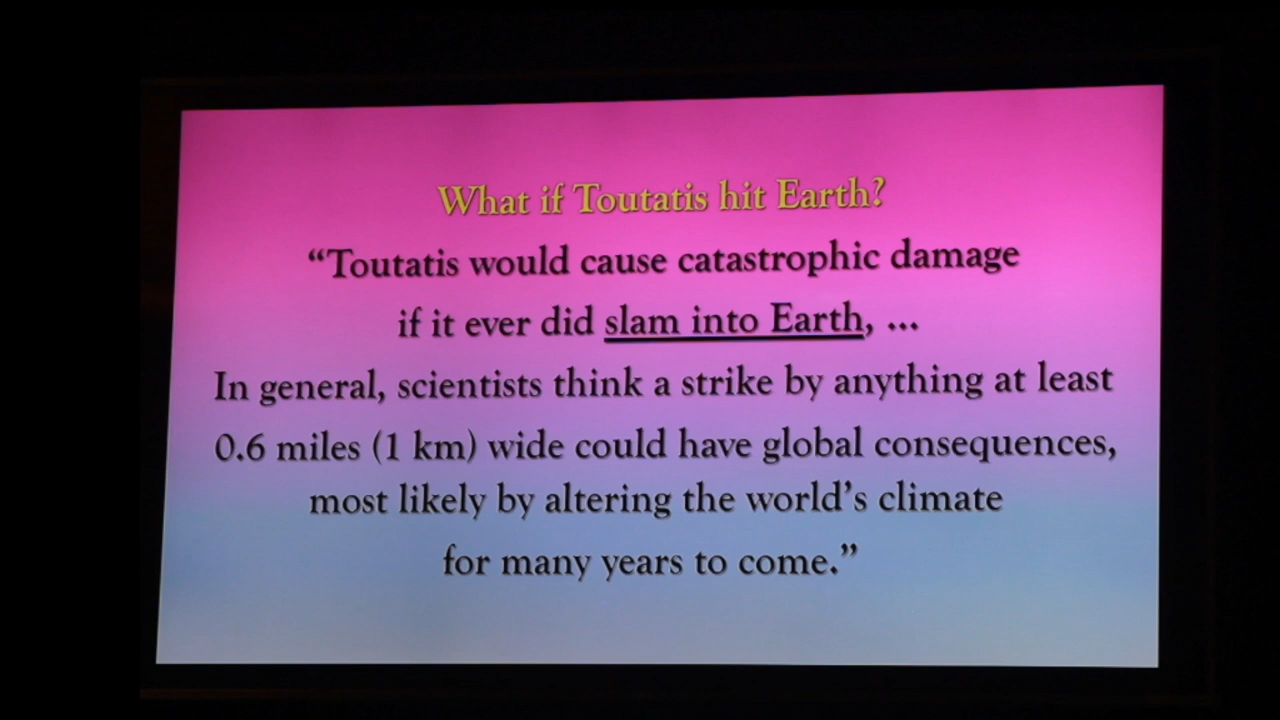 What if Toutatis hit Earth?
“Toutatis would cause catastrophic damage
if it ever did slam into Earth, ...
In general, scientists think a strike by anything at least
0.6 miles (1 km) wide could have global consequences,
most likely by altering the world’s climate
for many years to come.”